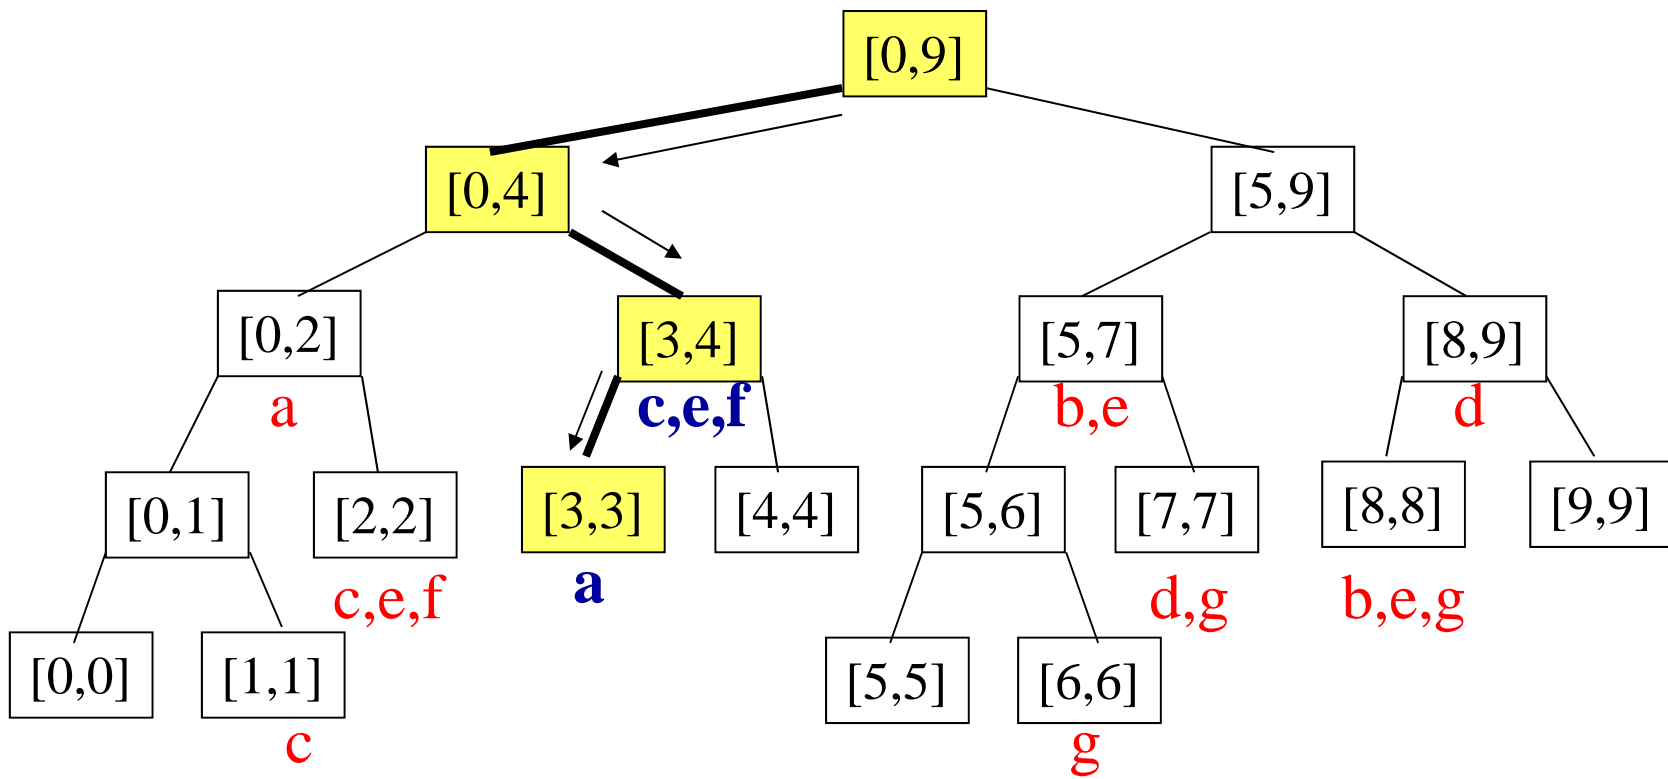 [0,9]
[0,4] [5,9]
[0,2] [3,4] [5,7] [8,9]
a c,e,f b,e d
[0,1] [2,2] [3,3] [4,4] [5,6] [7,7] [8,8] [9,9]
c,e,f a d,g b,e,g
[0,0] [1,1] [5,5] [6,6]
c g